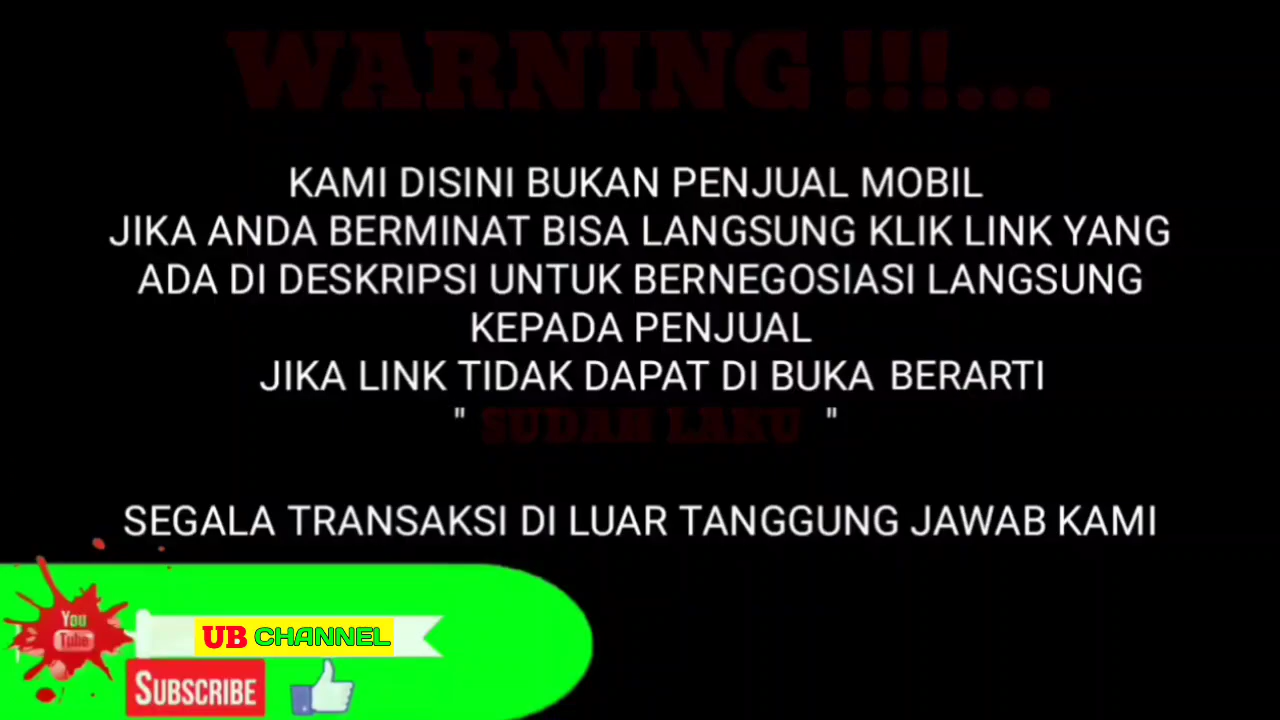 WARNING !!!...
KAMI DISINI BUKAN PENJUAL MOBIL
JIKA ANDA BERMINAT BISA LANGSUNG KLIK LINK YANG
ADA DI DESKRIPSI UNTUK BERNEGOSIASI LANGSUNG
KEPADA PENJUAL
JIKA LINK TIDAK DAPAT DI BUKA BERARTI
" SUDAH LAKU "
SEGALA TRANSAKSI DI LUAR TANGGUNG JAWAB KAMI
You
Tube
UB CHANNEL
SUBSCRIBE